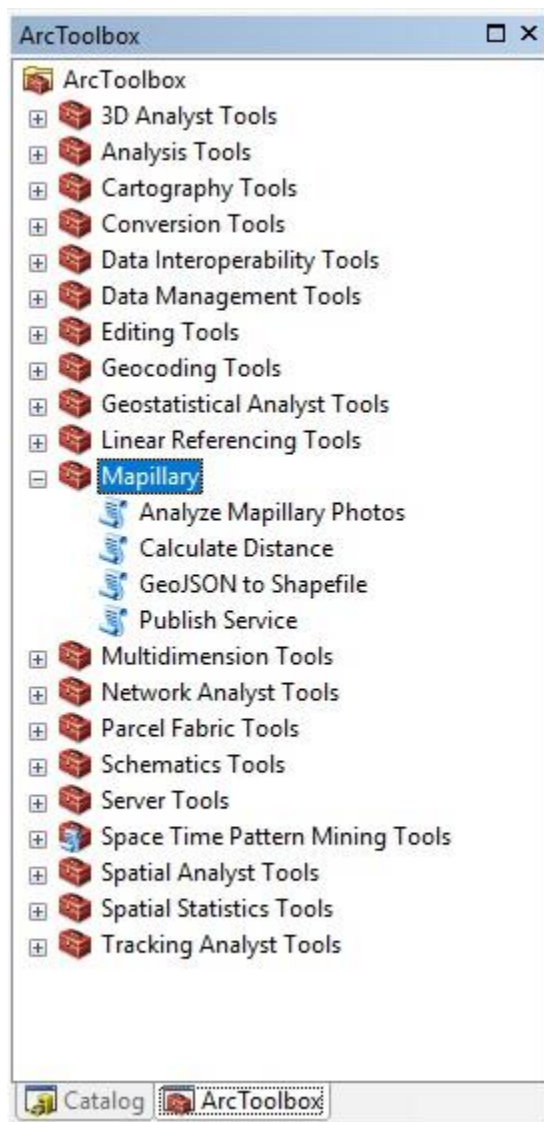 ArcToolbox
ArcToolbox
3D Analyst Tools
Analysis Tools
Cartography Tools
Conversion Tools
Data Interoperability Tools
Data Management Tools
Editing Tools
Geocoding Tools
Geostatistical Analyst Tools
Linear Referencing Tools
Mapillary
Analyze Mapillary Photos
Calculate Distance
GeoJSON to Shapefile
Publish Service
Multidimension Tools
Network Analyst Tools
Parcel Fabric Tools
Schematics Tools
Server Tools
Space Time Pattern Mining Tools
Spatial Analyst Tools
Spatial Statistics Tools
Tracking Analyst Tools
Catalog ArcToolbox